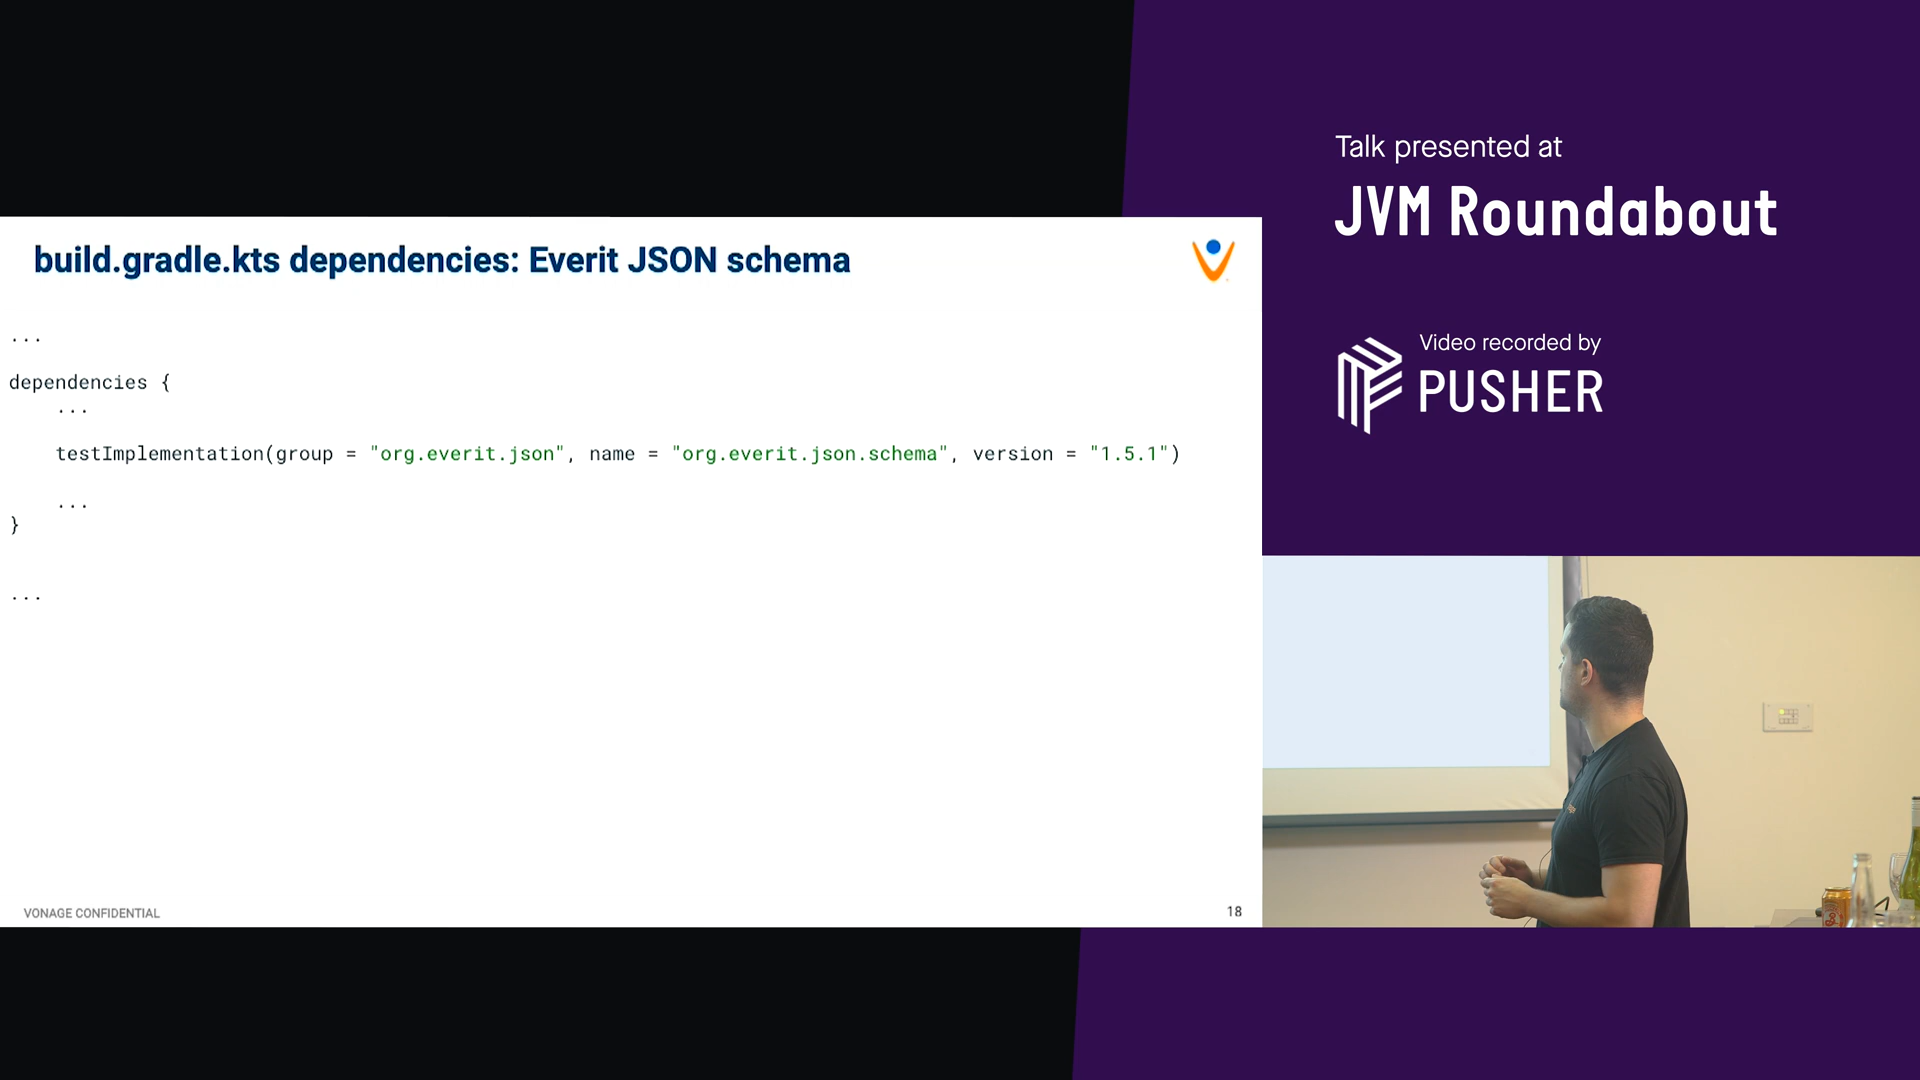 build.gradle.kts dependencies: Everit JSON schema
...
dependencies {
...
testImplementation(group = "org.everit.json", name = "org.everit.json.schema", version = "1.5.1")
...
}
...
VONAGE CONFIDENTIAL
18
Talk presented at
JVM Roundabout
Video recorded by
PUSHER